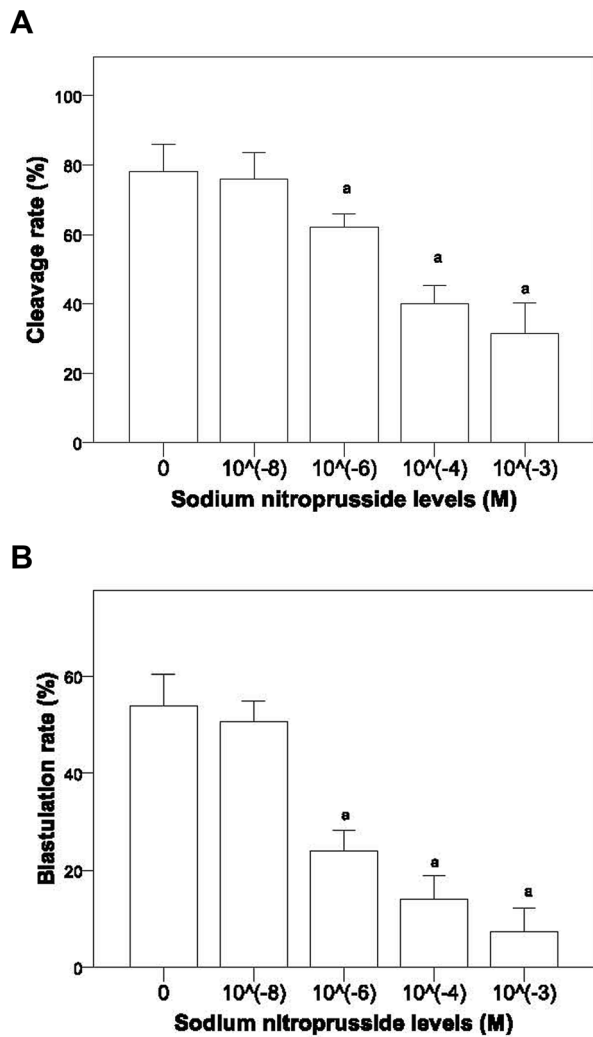 A
100
80
60
40
20
0
Cleavage rate (%)
a
a
a
0 10^(-8) 10^(-6) 10^(-4) 10^(-3)
Sodium nitroprusside levels (M)
B
60
40
20
0
Blastulation rate (%)
a
a
a
0 10^(-8) 10^(-6) 10^(-4) 10^(-3)
Sodium nitroprusside levels (M)